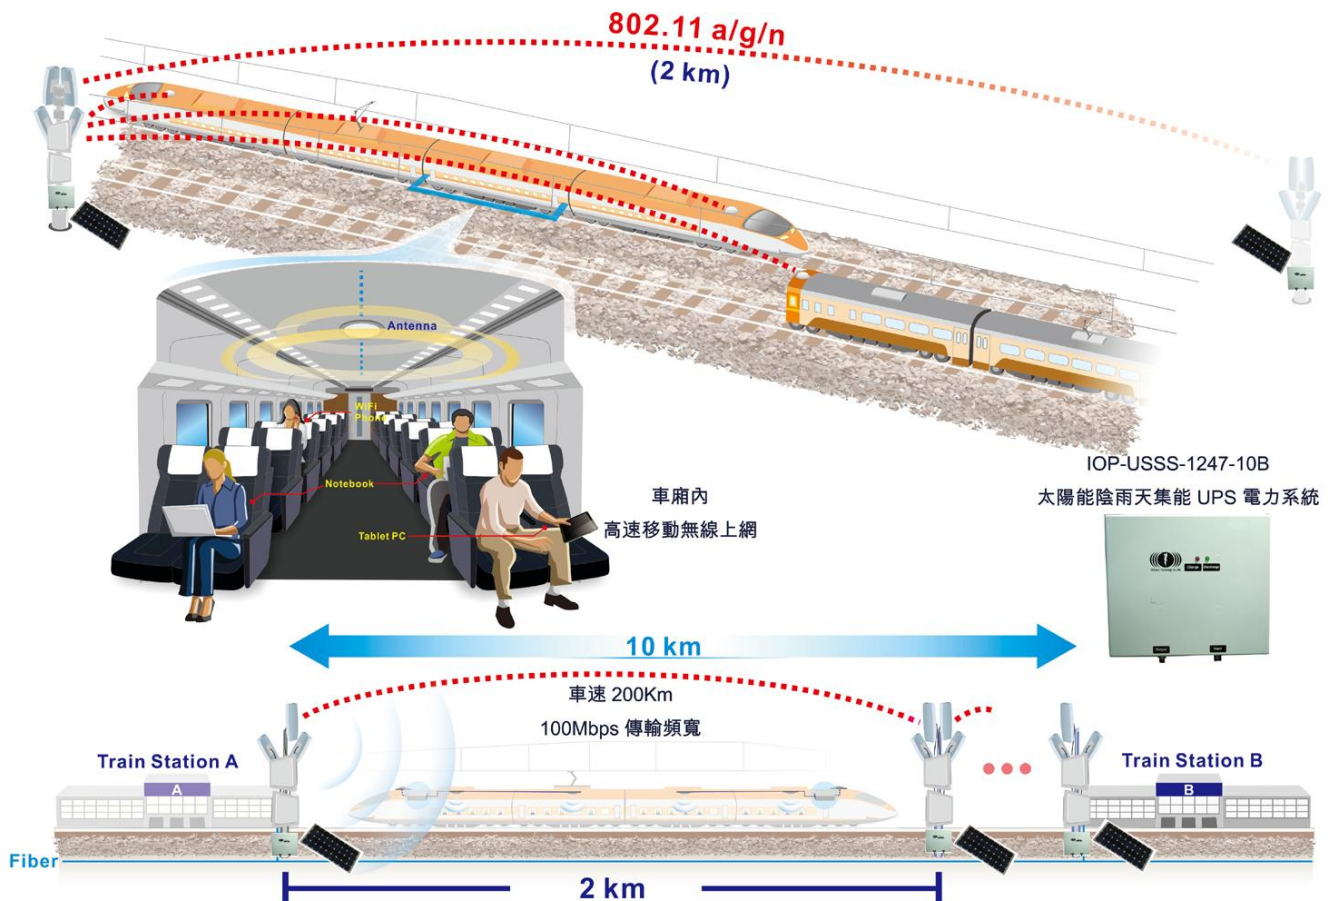 802.11 a/g/n
(2 km)
Antenna
WiFi
Phone
Notebook
Tablet PC
車廂內
高速移動無線上網
IOP-USSS-1247-10B
太陽能陰雨天集能 UPS 電力系統
Charge
Discharge
10 km
車速 200Km
100Mbps 傳輸頻寬
Train Station A
A
Train Station B
B
Fiber
2 km